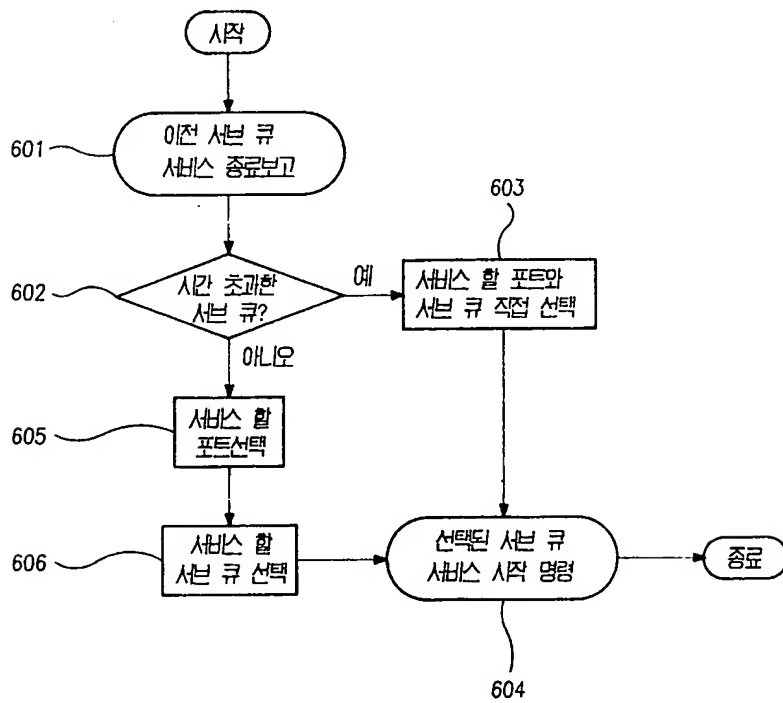 시작
601
이전 서브 큐
서비스 종료보고
602
시간 초과한
서브 큐?
예
603
서비스 할 포트와
서브 큐 직접 선택
아니오
605
서비스 할
포트선택
606
서비스 할
서브 큐 선택
선택된 서브 큐
서비스 시작 명령
종료
604